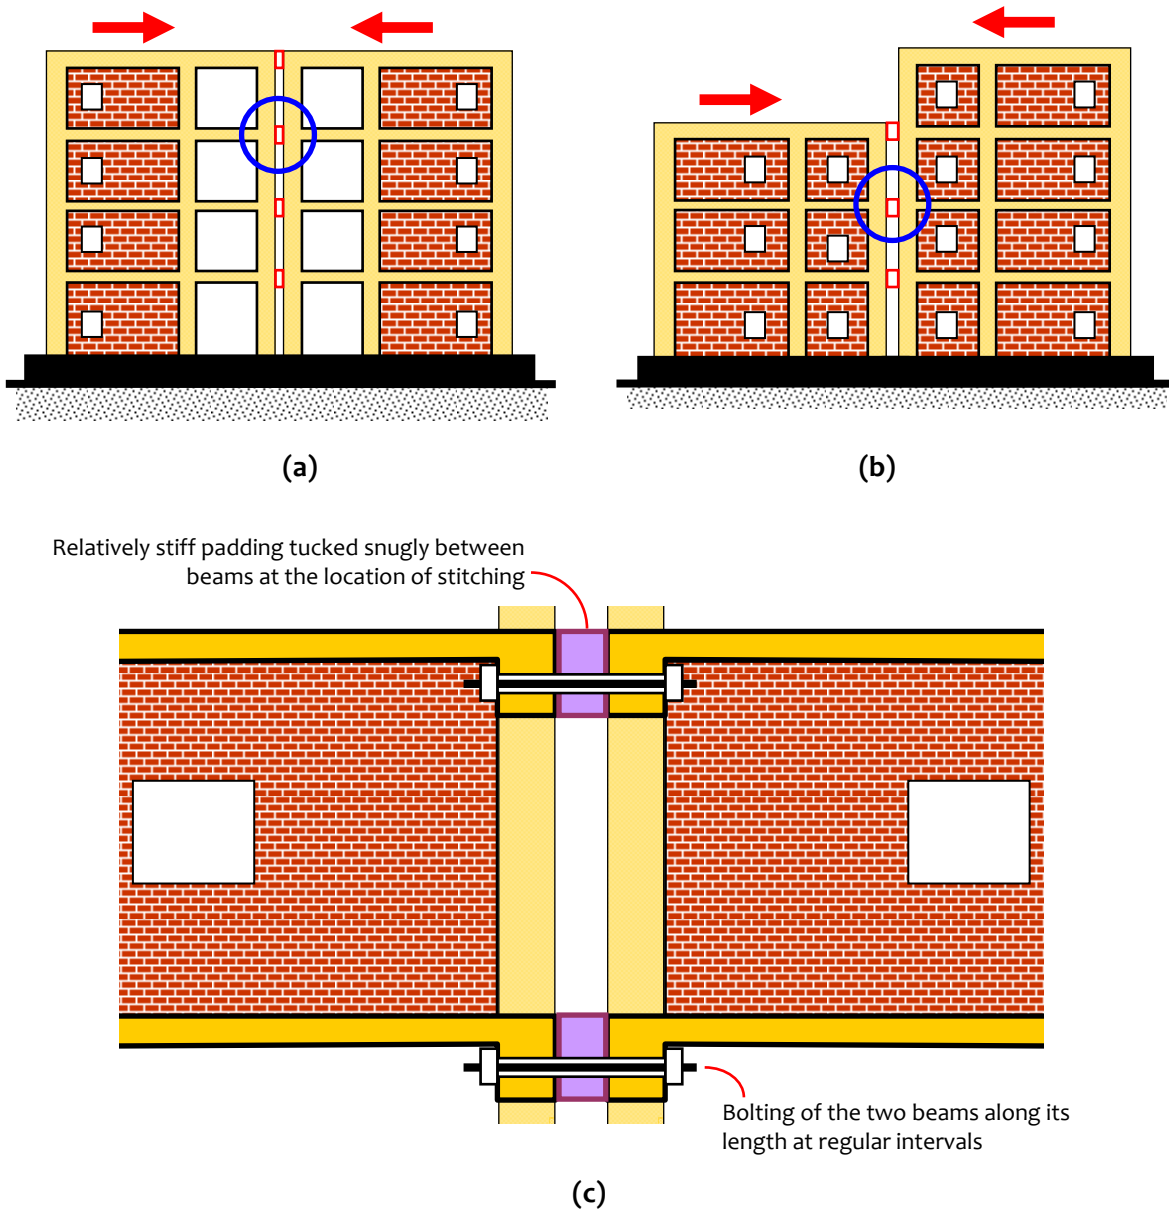 (a)
(b)
Relatively stiff padding tucked snugly between
beams at the location of stitching
Bolting of the two beams along its
length at regular intervals
(c)